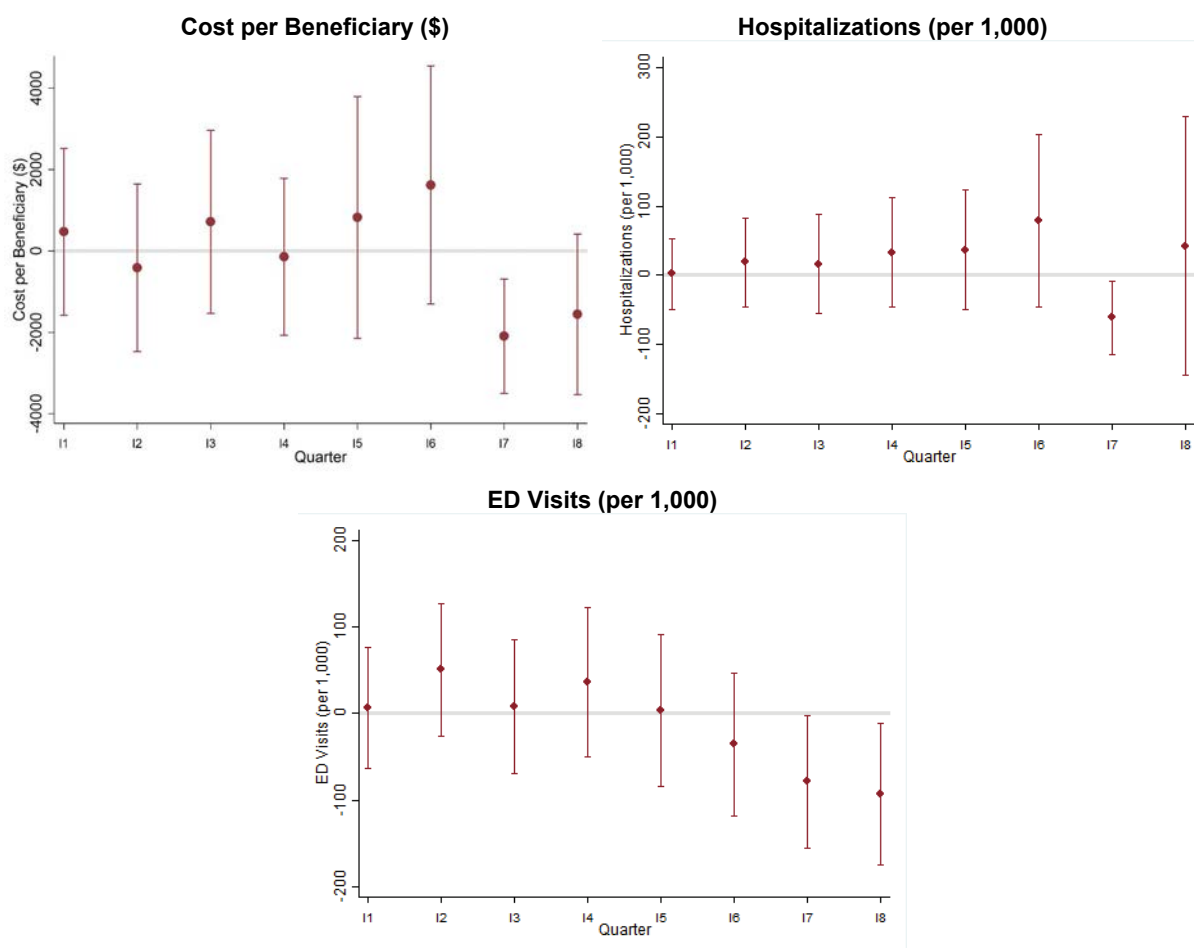 Cost per Beneficiary ($)
Cost per Beneficiary ($)
4000
2000
0
-2000
-4000
I1 I2 I3 I4 I5 I6 I7 I8
Quarter
Hospitalizations (per 1,000)
Hospitalizations (per 1,000)
300
200
100
0
-100
-200
I1 I2 I3 I4 I5 I6 I7 I8
Quarter
ED Visits (per 1,000)
ED Visits (per 1,000)
200
100
0
-100
-200
I1 I2 I3 I4 I5 I6 I7 I8
Quarter